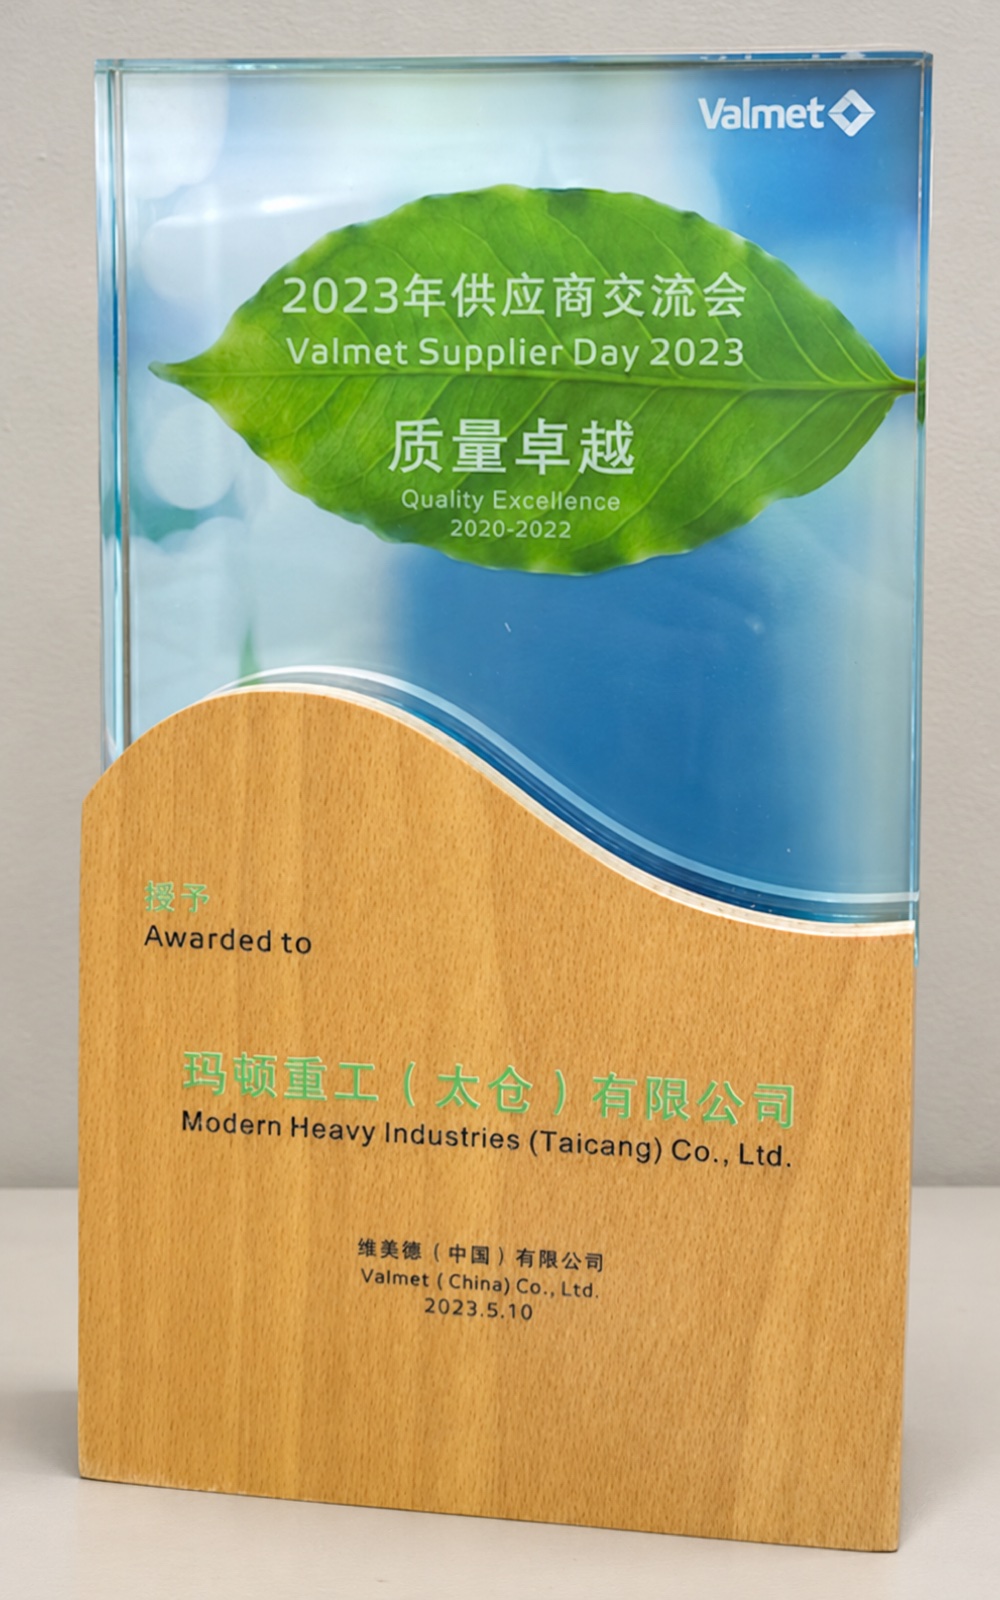 Valmet
2023年供应商交流会
Valmet Supplier Day 2023
质量卓越
Quality Excellence
2020-2022
授予
Awarded to
玛顿重工（太仓）有限公司
Modern Heavy Industries (Taicang) Co., Ltd.
维美德（中国）有限公司
Valmet (China) Co., Ltd.
2023.5.10